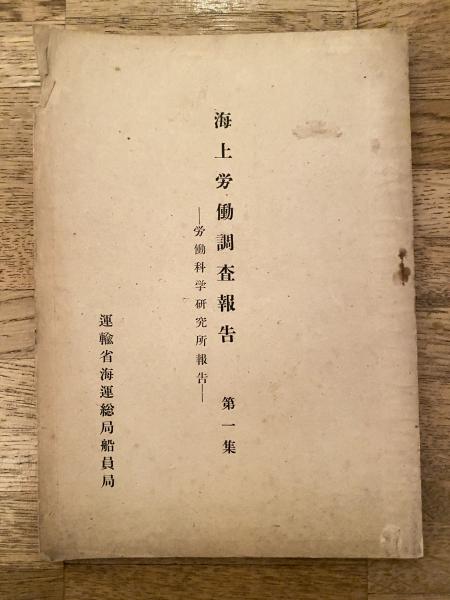 海上労働調査報告　第一集
―労働科学研究所報告―
運輸省海運総局船員局